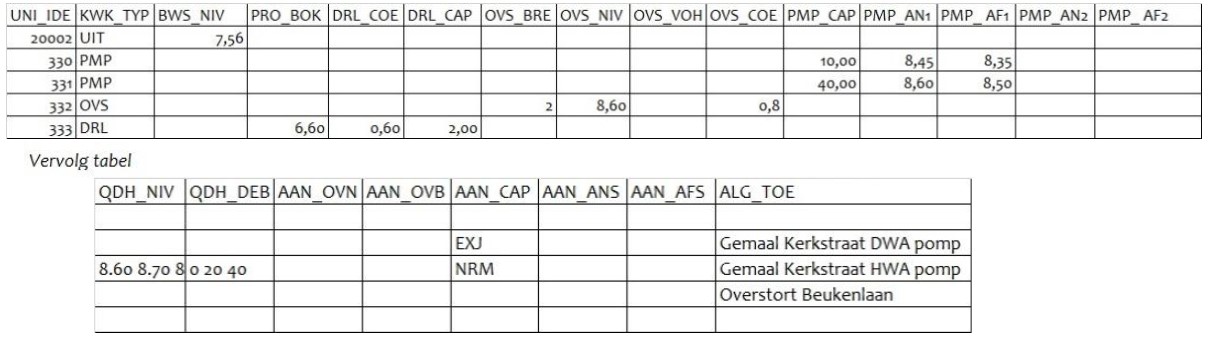 UNI_IDE KWK_TYP BWS_NIV PRO_BOK DRL_COE DRL_CAP OVS_BRE OVS_NIV OVS_VOH OVS_COE PMP_CAP PMP_AN1 PMP_AF1 PMP_AN2 PMP_AF2
20002 UIT 7,56
330 PMP 10,00 8,45 8,35
331 PMP 40,00 8,60 8,50
332 OVS 2 8,60 0,8
333 DRL 6,60 0,60 2,00
Vervolg tabel
QDH_NIV QDH_DEB AAN_OVN AAN_OVB AAN_CAP AAN_ANS AAN_AFS ALG_TOE
EXJ Gemaal Kerkstraat DWA pomp
8.60 8.70 8 0 20 40 NRM Gemaal Kerkstraat HWA pomp
Overstort Beukenlaan